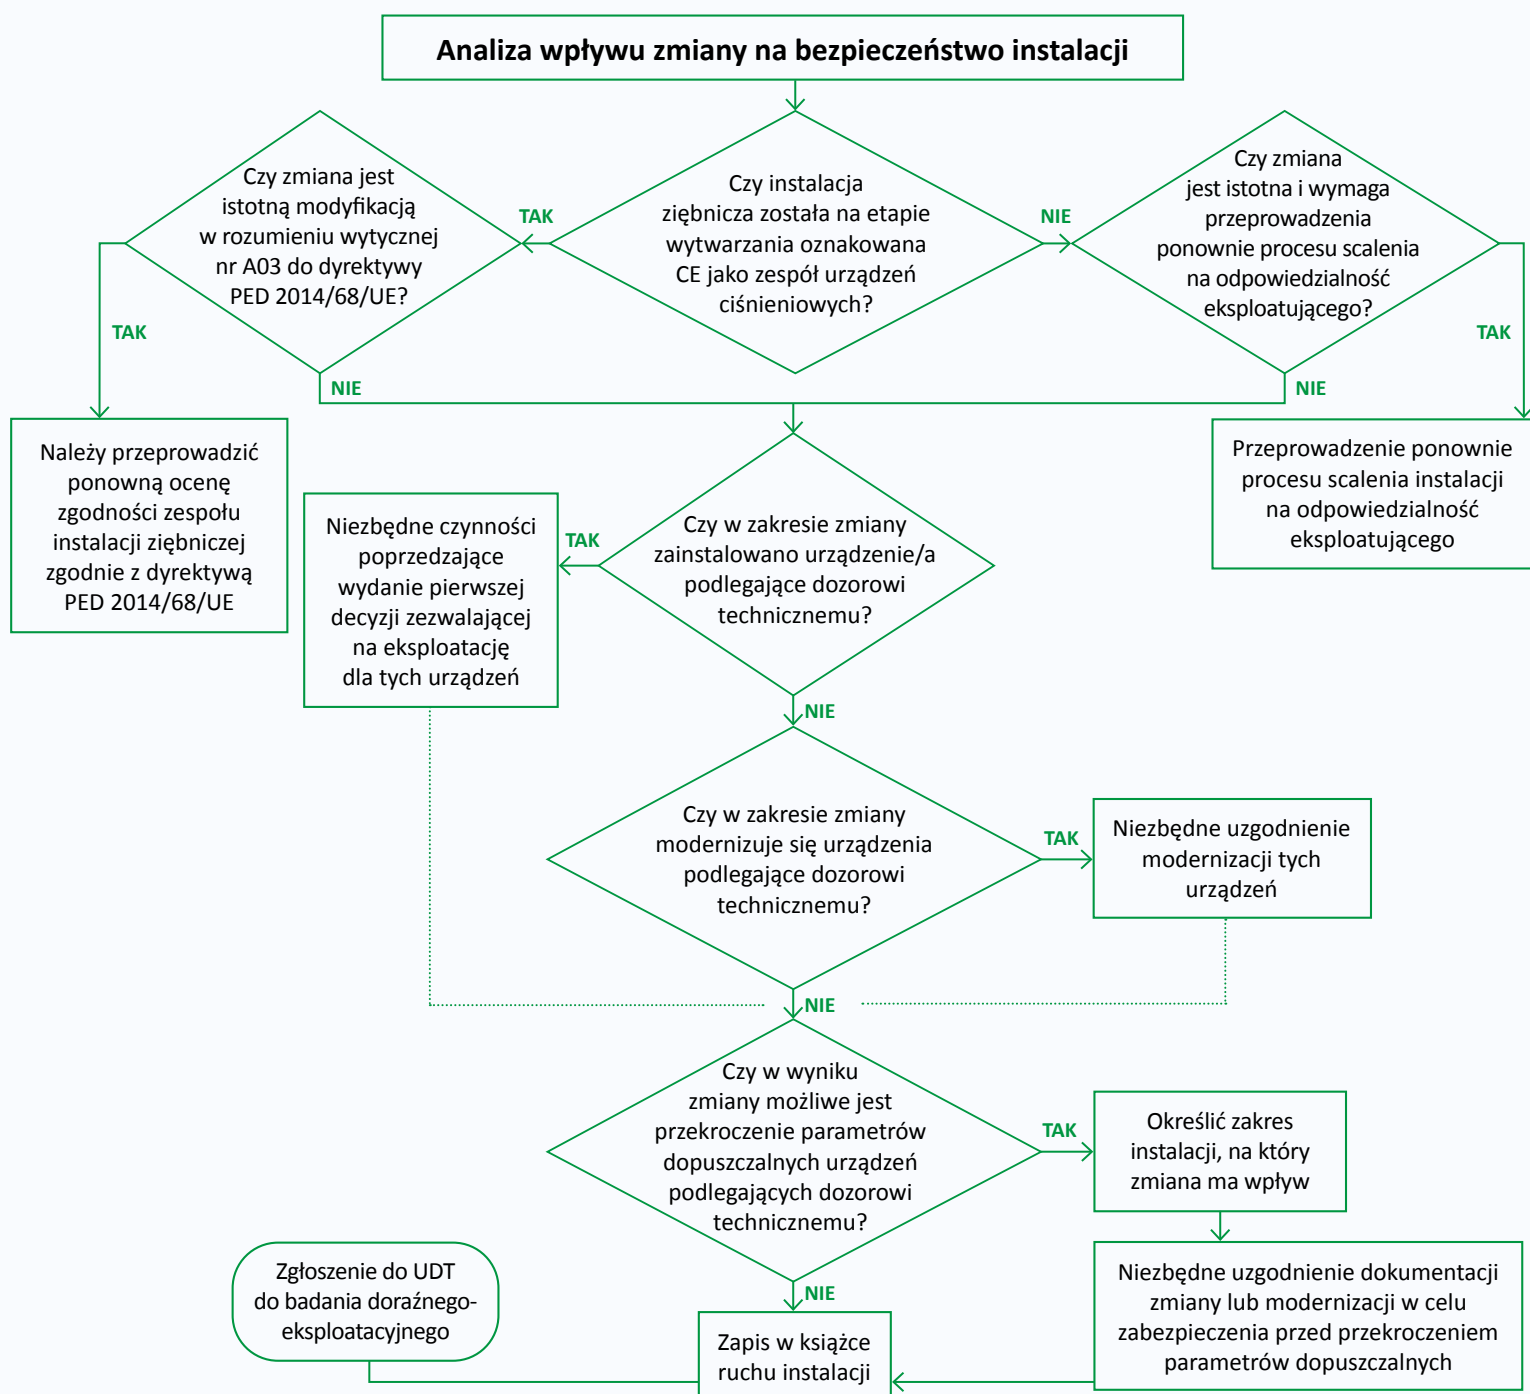 Analiza wpływu zmiany na bezpieczeństwo instalacji
Czy zmiana jest
istotną modyfikacją
w rozumieniu wytycznej
nr A03 do dyrektywy
PED 2014/68/UE?
TAK
Czy instalacja
ziębnicza została na etapie
wytwarzania oznakowana
CE jako zespół urządzeń
ciśnieniowych?
NIE
Czy zmiana
jest istotna i wymaga
przeprowadzenia
ponownie procesu scalenia
na odpowiedzialność
eksploatującego?
TAK
TAK
NIE
NIE
Należy przeprowadzić
ponowną ocenę
zgodności zespołu
instalacji ziębniczej
zgodnie z dyrektywą
PED 2014/68/UE
Przeprowadzenie ponownie
procesu scalenia instalacji
na odpowiedzialność
eksploatującego
Niezbędne czynności
poprzedzające
wydanie pierwszej
decyzji zezwalającej
na eksploatację
dla tych urządzeń
TAK
Czy w zakresie zmiany
zainstalowano urządzenie/a
podlegające dozorowi
technicznemu?
NIE
Czy w zakresie zmiany
modernizuje się urządzenia
podlegające dozorowi
technicznemu?
TAK
Niezbędne uzgodnienie
modernizacji tych
urządzeń
NIE
Czy w wyniku
zmiany możliwe jest
przekroczenie parametrów
dopuszczalnych urządzeń
podlegających dozorowi
technicznemu?
TAK
Określić zakres
instalacji, na który
zmiana ma wpływ
NIE
Zgłoszenie do UDT
do badania doraźnego-
eksploatacyjnego
Zapis w książce
ruchu instalacji
Niezbędne uzgodnienie dokumentacji
zmiany lub modernizacji w celu
zabezpieczenia przed przekroczeniem
parametrów dopuszczalnych